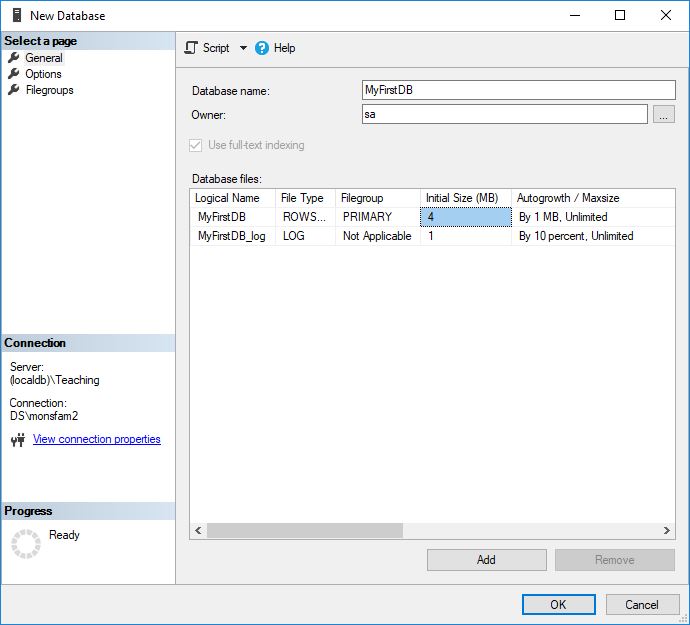 New Database
Select a page
General
Options
Filegroups
Script Help
Database name: MyFirstDB
Owner: sa ...
Use full-text indexing
Database files:
Logical Name File Type Filegroup Initial Size (MB) Autogrowth / Maxsize
MyFirstDB ROWS... PRIMARY 4 By 1 MB, Unlimited
MyFirstDB_log LOG Not Applicable 1 By 10 percent, Unlimited
Connection
Server:
(localdb)\Teaching
Connection:
DS\monsfam2
View connection properties
Progress
Ready
Add Remove
OK Cancel